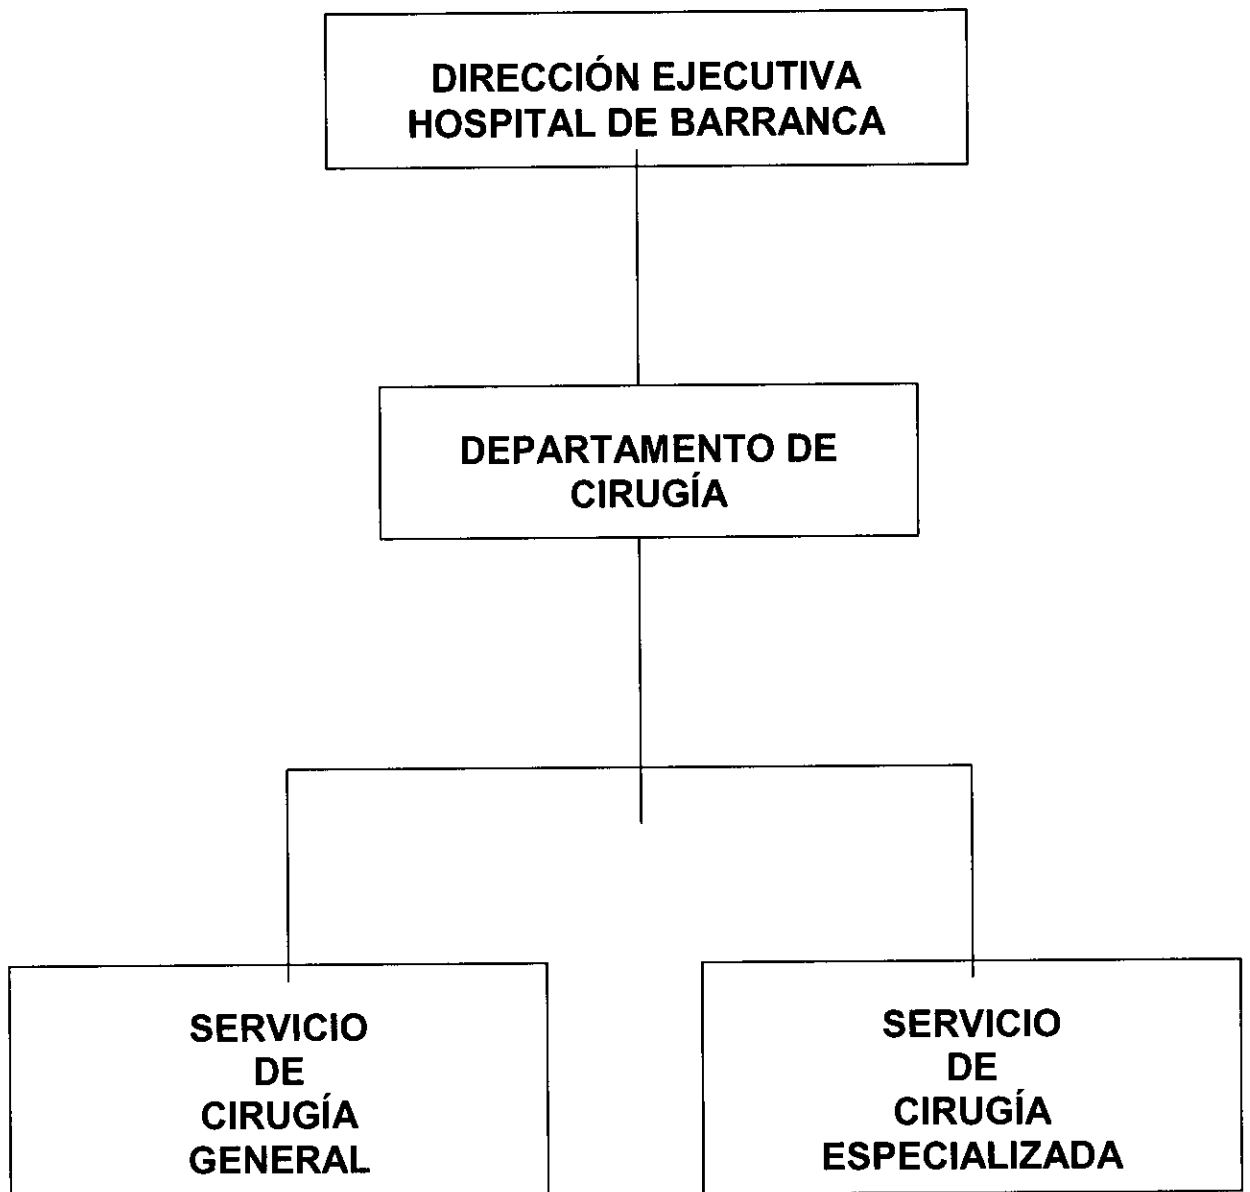 DIRECCIÓN EJECUTIVA
HOSPITAL DE BARRANCA
DEPARTAMENTO DE
CIRUGÍA
SERVICIO
DE
CIRUGÍA
GENERAL
SERVICIO
DE
CIRUGÍA
ESPECIALIZADA